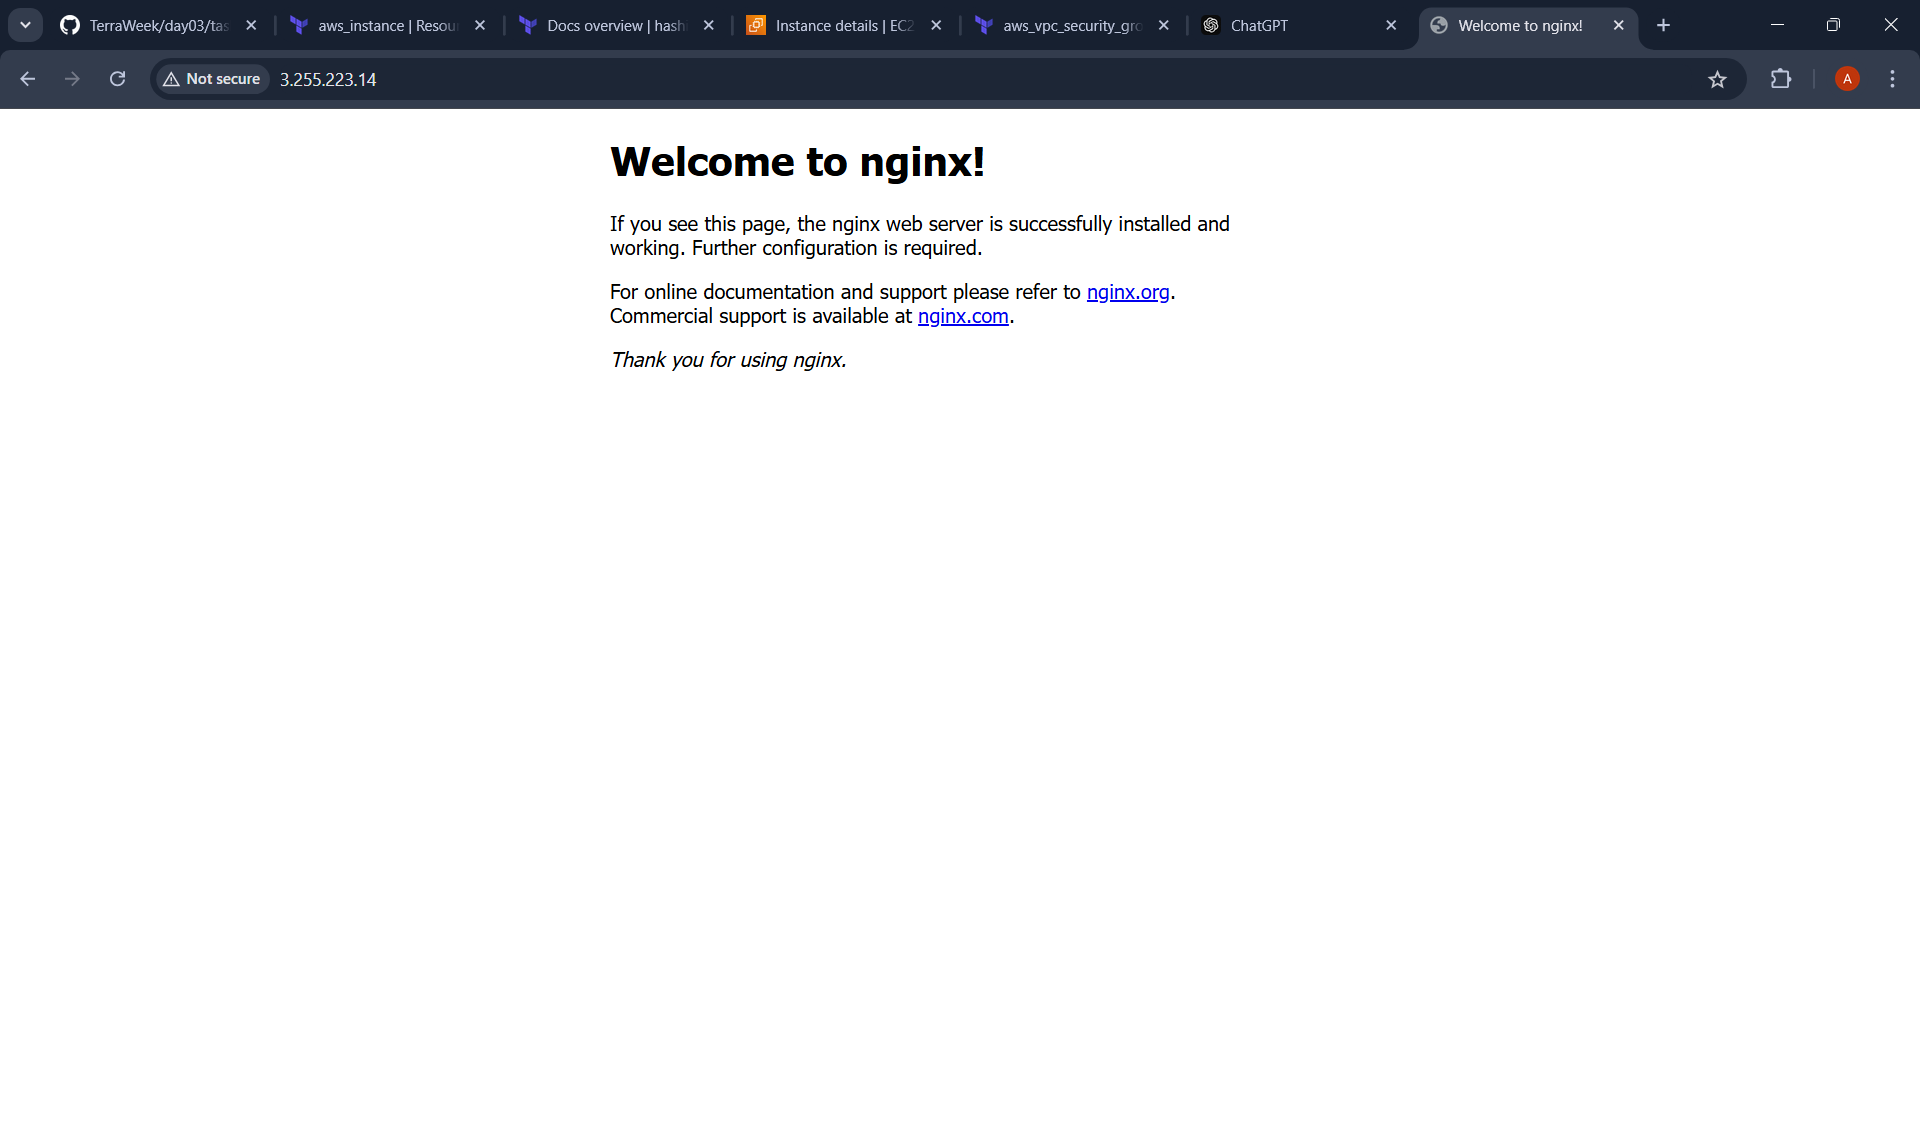 TerraWeek/day03/tas
aws_instance | Resou
Docs overview | hash
Instance details | EC2
aws_vpc_security_gro
ChatGPT
Welcome to nginx!
Not secure
3.255.223.14
A
Welcome to nginx!
If you see this page, the nginx web server is successfully installed and
working. Further configuration is required.
For online documentation and support please refer to nginx.org.
Commercial support is available at nginx.com.
Thank you for using nginx.